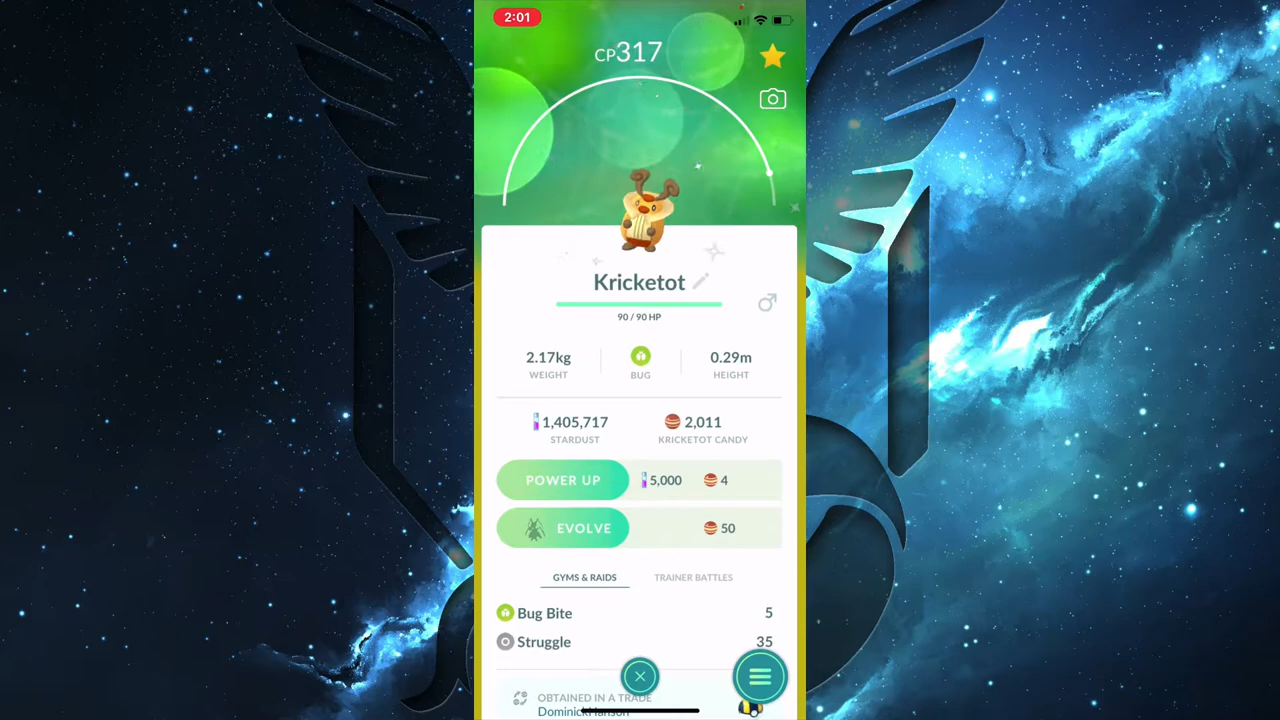 2:01
CP317
Kricketot
90 / 90 HP
2.17kg
WEIGHT
BUG
0.29m
HEIGHT
1,405,717
STARDUST
2,011
KRICKETOT CANDY
POWER UP 5,000 4
EVOLVE 50
GYMS & RAIDS TRAINER BATTLES
Bug Bite 5
Struggle 35
OBTAINED IN A TRADE
DominickHanson